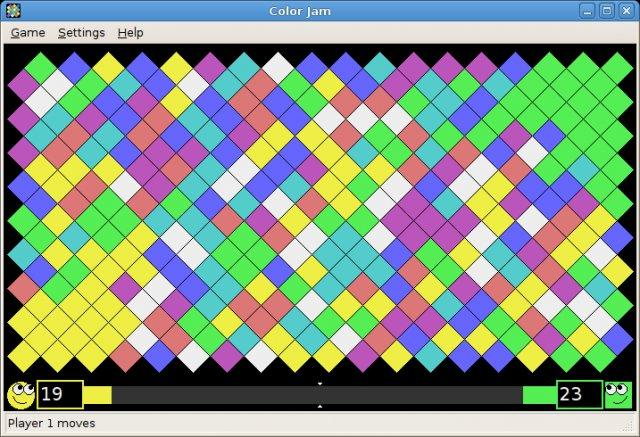 Color Jam
Game Settings Help
19 23
Player 1 moves